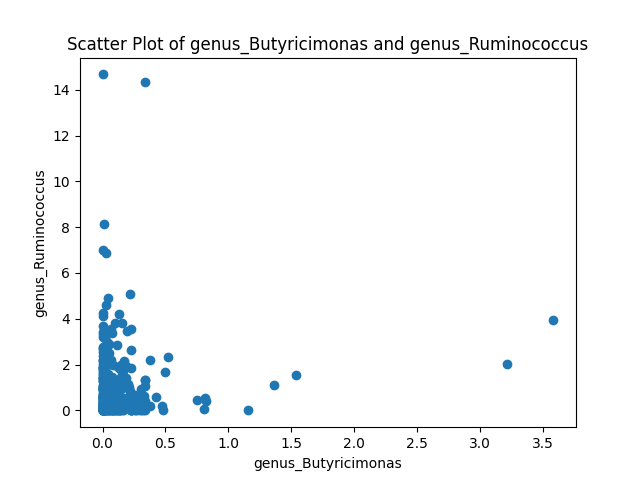 Scatter Plot of genus_Butyricimonas and genus_Ruminococcus
14
12
10
8
6
4
2
0
genus_Ruminococcus
0.0 0.5 1.0 1.5 2.0 2.5 3.0 3.5
genus_Butyricimonas